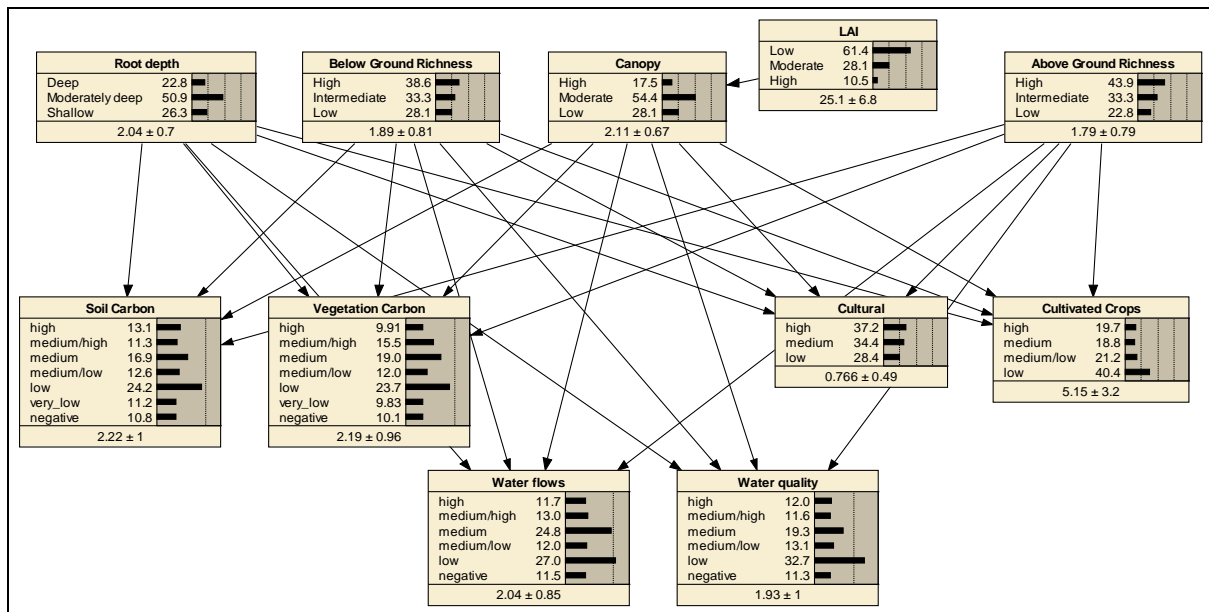 LAI
Low 61.4
Moderate 28.1
High 10.5
25.1 ± 6.8
Root depth
Deep 22.8
Moderately deep 50.9
Shallow 26.3
2.04 ± 0.7
Below Ground Richness
High 38.6
Intermediate 33.3
Low 28.1
1.89 ± 0.81
Canopy
High 17.5
Moderate 54.4
Low 28.1
2.11 ± 0.67
Above Ground Richness
High 43.9
Intermediate 33.3
Low 22.8
1.79 ± 0.79
Soil Carbon
high 13.1
medium/high 11.3
medium 16.9
medium/low 12.6
low 24.2
very_low 11.2
negative 10.8
2.22 ± 1
Vegetation Carbon
high 9.91
medium/high 15.5
medium 19.0
medium/low 12.0
low 23.7
very_low 9.83
negative 10.1
2.19 ± 0.96
Cultural
high 37.2
medium 34.4
low 28.4
0.766 ± 0.49
Cultivated Crops
high 19.7
medium 18.8
medium/low 21.2
low 40.4
5.15 ± 3.2
Water flows
high 11.7
medium/high 13.0
medium 24.8
medium/low 12.0
low 27.0
negative 11.5
2.04 ± 0.85
Water quality
high 12.0
medium/high 11.6
medium 19.3
medium/low 13.1
low 32.7
negative 11.3
1.93 ± 1